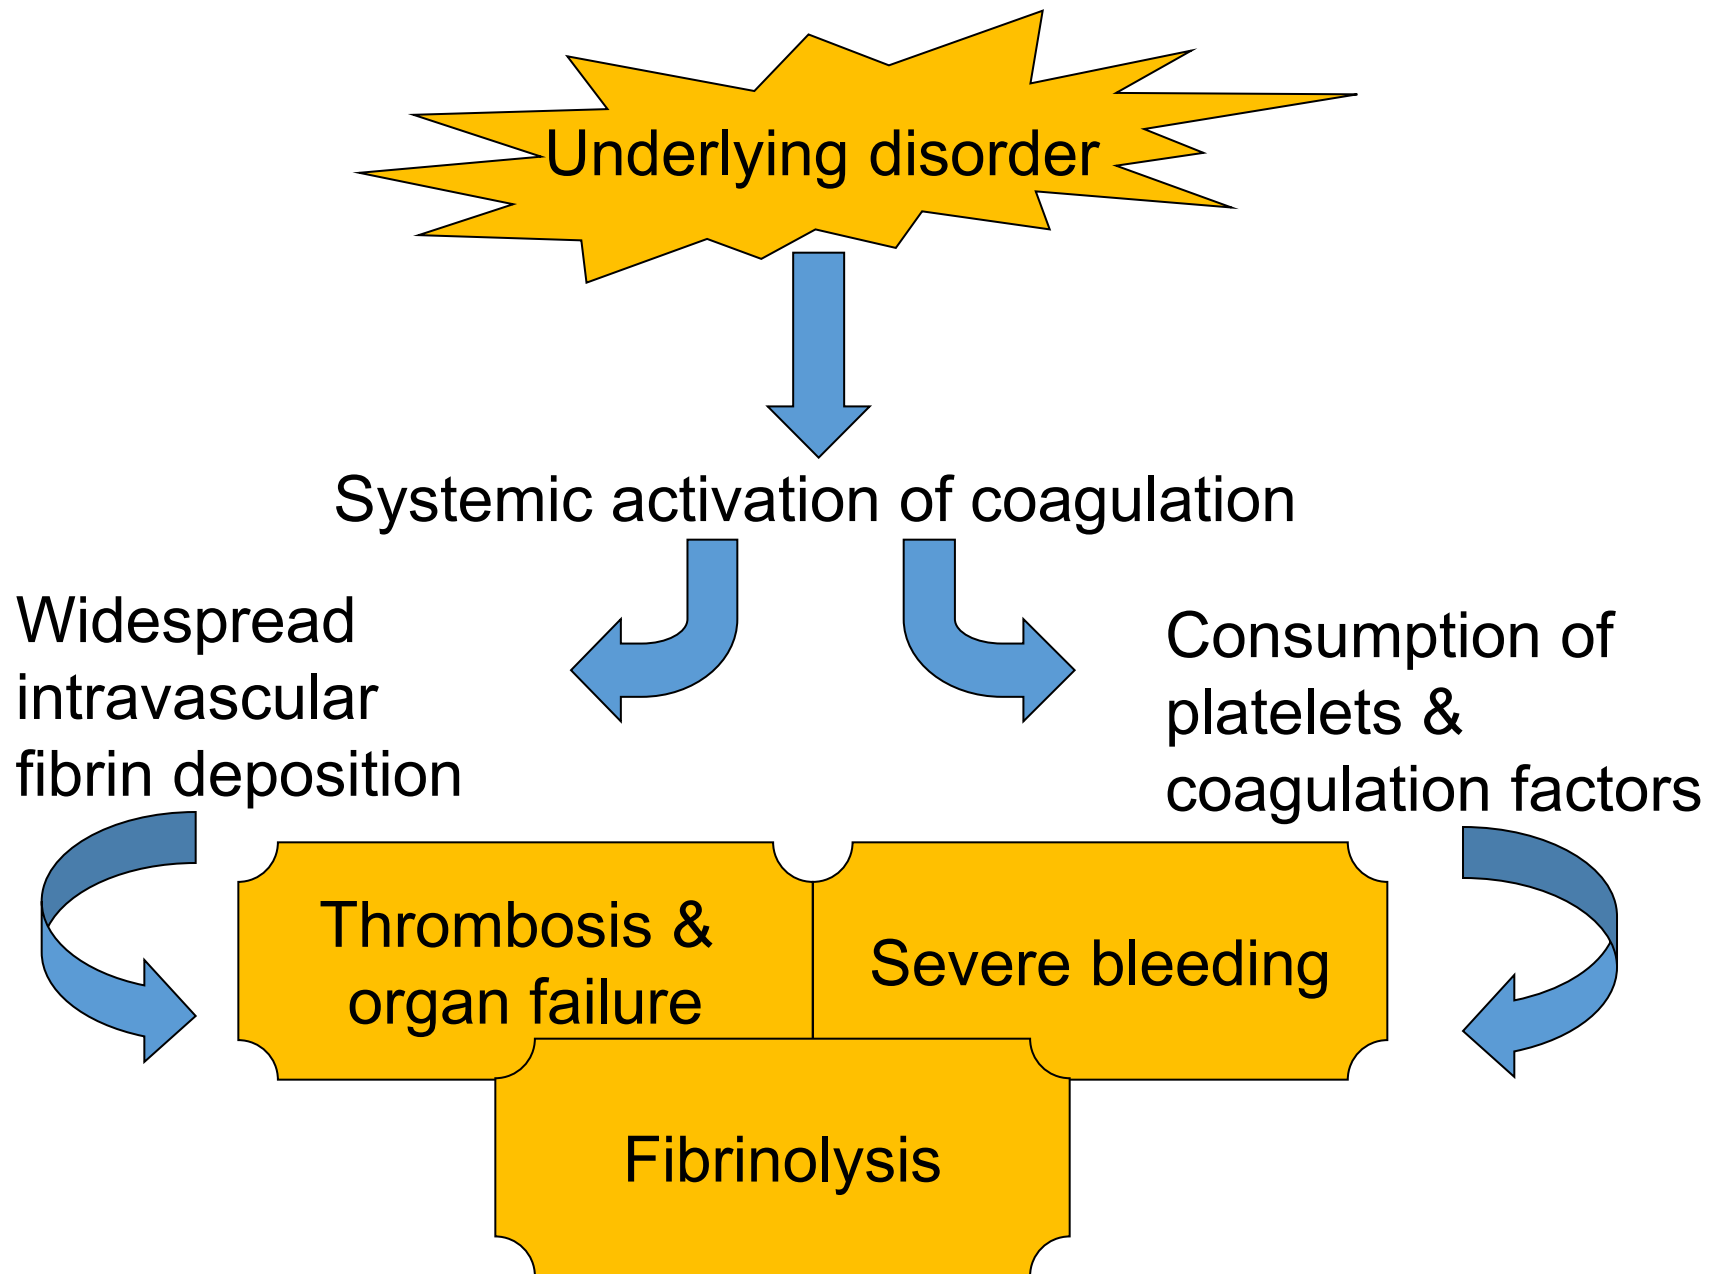 Underlying disorder
Systemic activation of coagulation
Widespread
intravascular
fibrin deposition
Consumption of
platelets &
coagulation factors
Thrombosis &
organ failure
Severe bleeding
Fibrinolysis